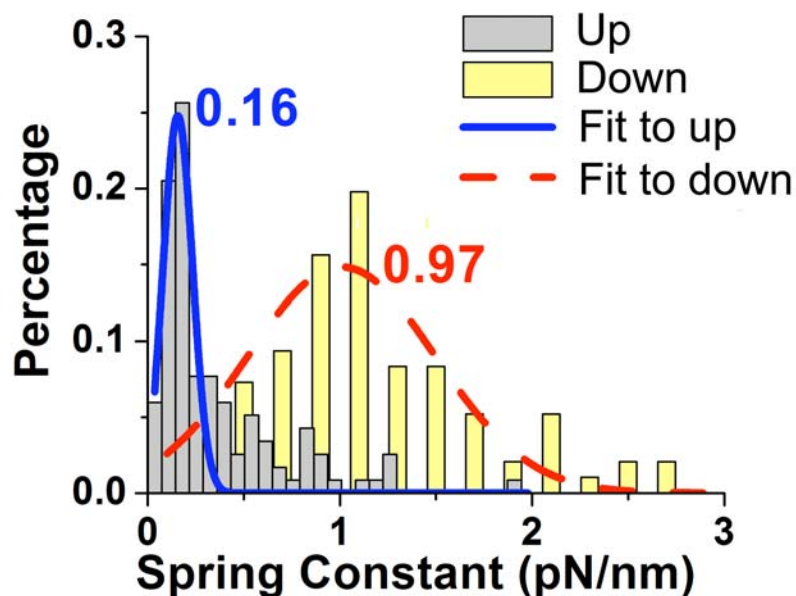 0.3
0.2
0.1
0.0
Percentage
0.16
0.97
Up
Down
Fit to up
Fit to down
0
1
2
3
Spring Constant (pN/nm)